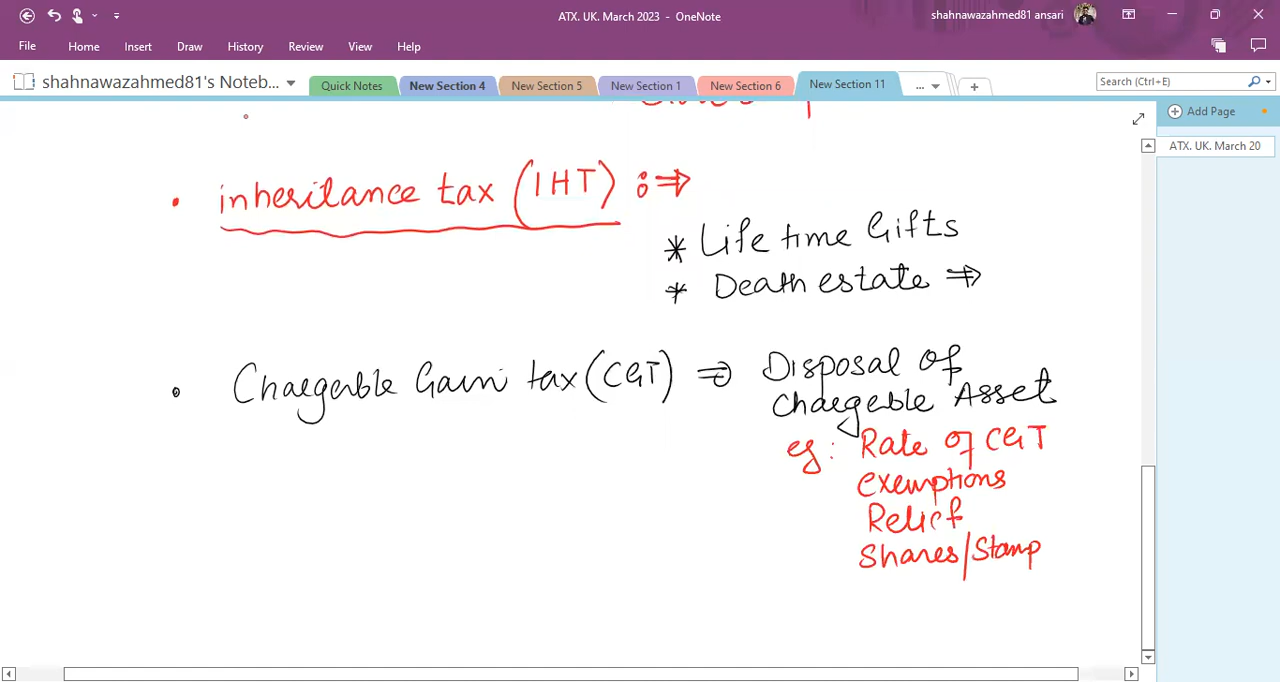 ATX. UK. March 2023 - OneNote
shahnawazahmed81 ansari
File Home Insert Draw History Review View Help
shahnawazahmed81's Noteb... Quick Notes New Section 4 New Section 5 New Section 1 New Section 6 New Section 11 ... Search (Ctrl+E)
Add Page
ATX. UK. March 20
inheritance tax (IHT) :⇒
* Life time Gifts
* Death estate ⇒
Chargerble Gain tax (CGT) ⇒ Disposal of
Chargeble Asset
eg: Rate of CGT
exemptions
Relief
Shares/Stamp